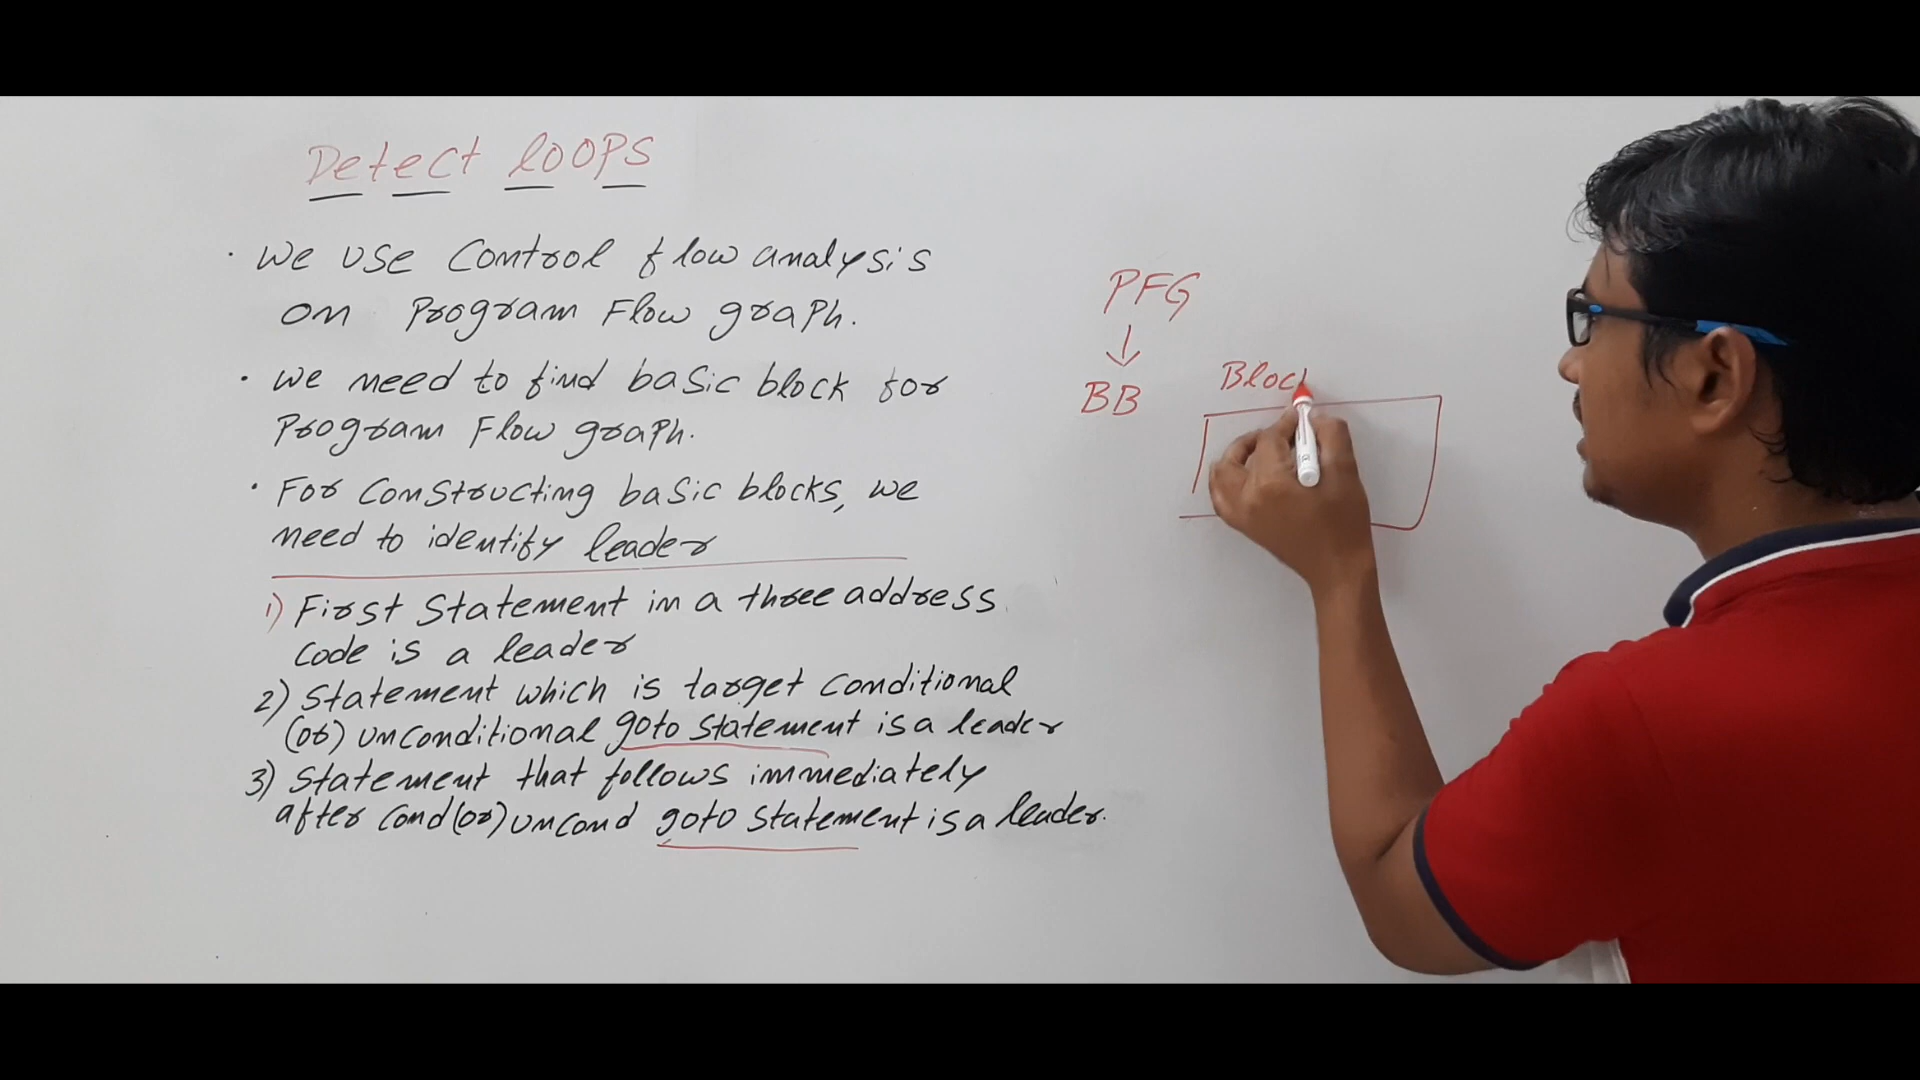 Detect LOOPS
· We use Control flow analysis
on Program Flow graph.
· we need to find basic block for
Program Flow graph.
· For Constructing basic blocks, we
need to identify leader
1) First Statement in a three address
Code is a leader
2) Statement which is target Conditional
(or) unconditional goto statement is a leader
3) Statement that follows immediately
after Cond (or) uncond goto statement is a leader.
PFG
↓
BB
Block